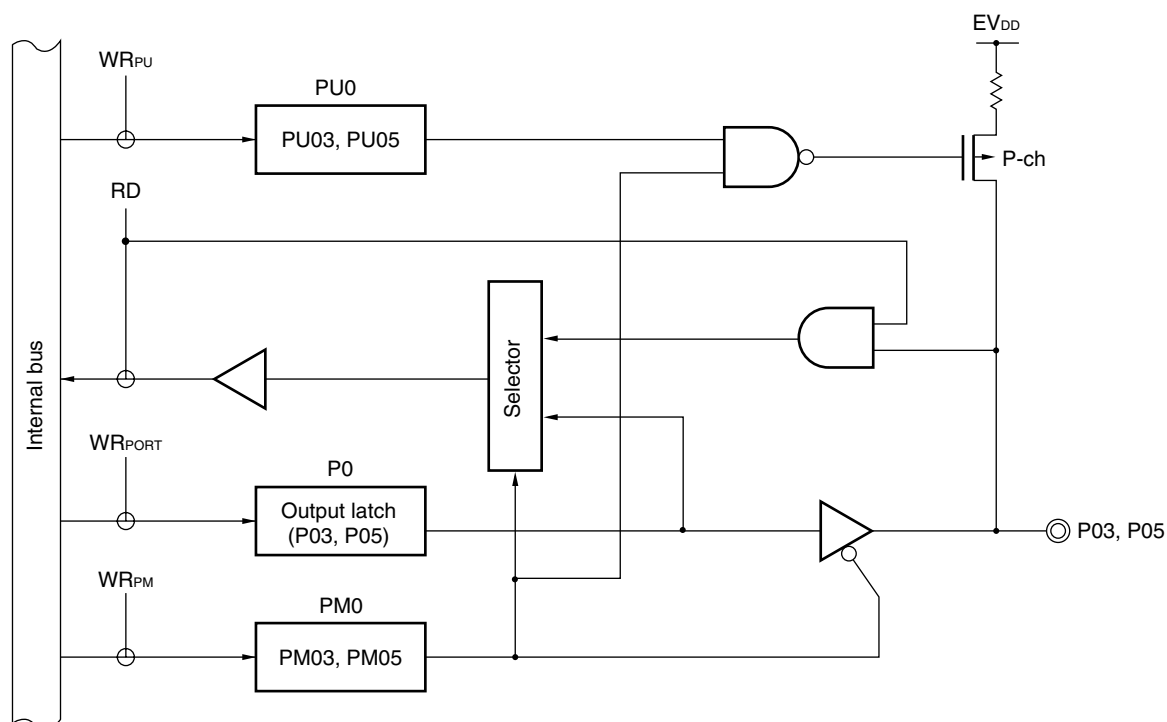 EVDD
WRPU
PU0
PU03, PU05
P-ch
RD
Internal bus
Selector
WRPORT
P0
Output latch
(P03, P05)
P03, P05
WRPM
PM0
PM03, PM05